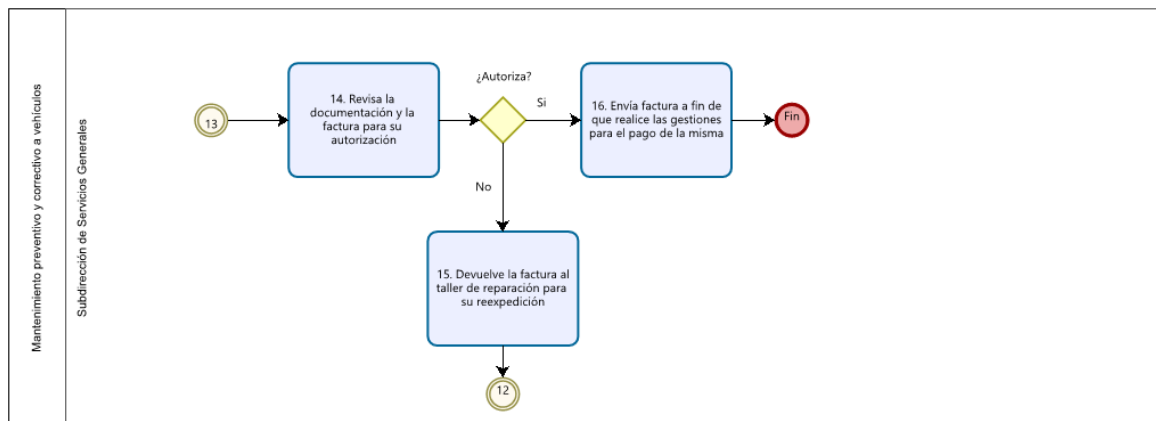 Mantenimiento preventivo y correctivo a vehículos
Subdirección de Servicios Generales
13
14. Revisa la
documentación y la
factura para su
autorización
¿Autoriza?
Si
16. Envía factura a fin de
que realice las gestiones
para el pago de la misma
Fin
No
15. Devuelve la factura al
taller de reparación para
su reexpedición
12